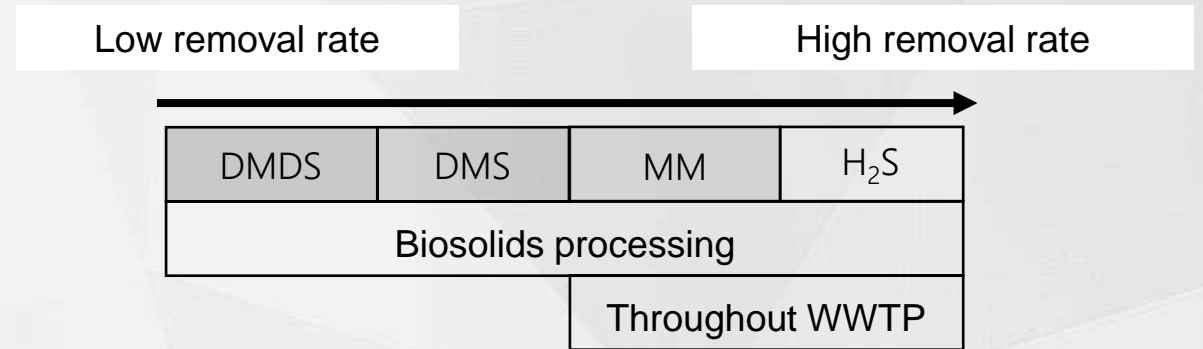 Low removal rate
High removal rate
DMDS
DMS
MM
H₂S
Biosolids processing
Throughout WWTP